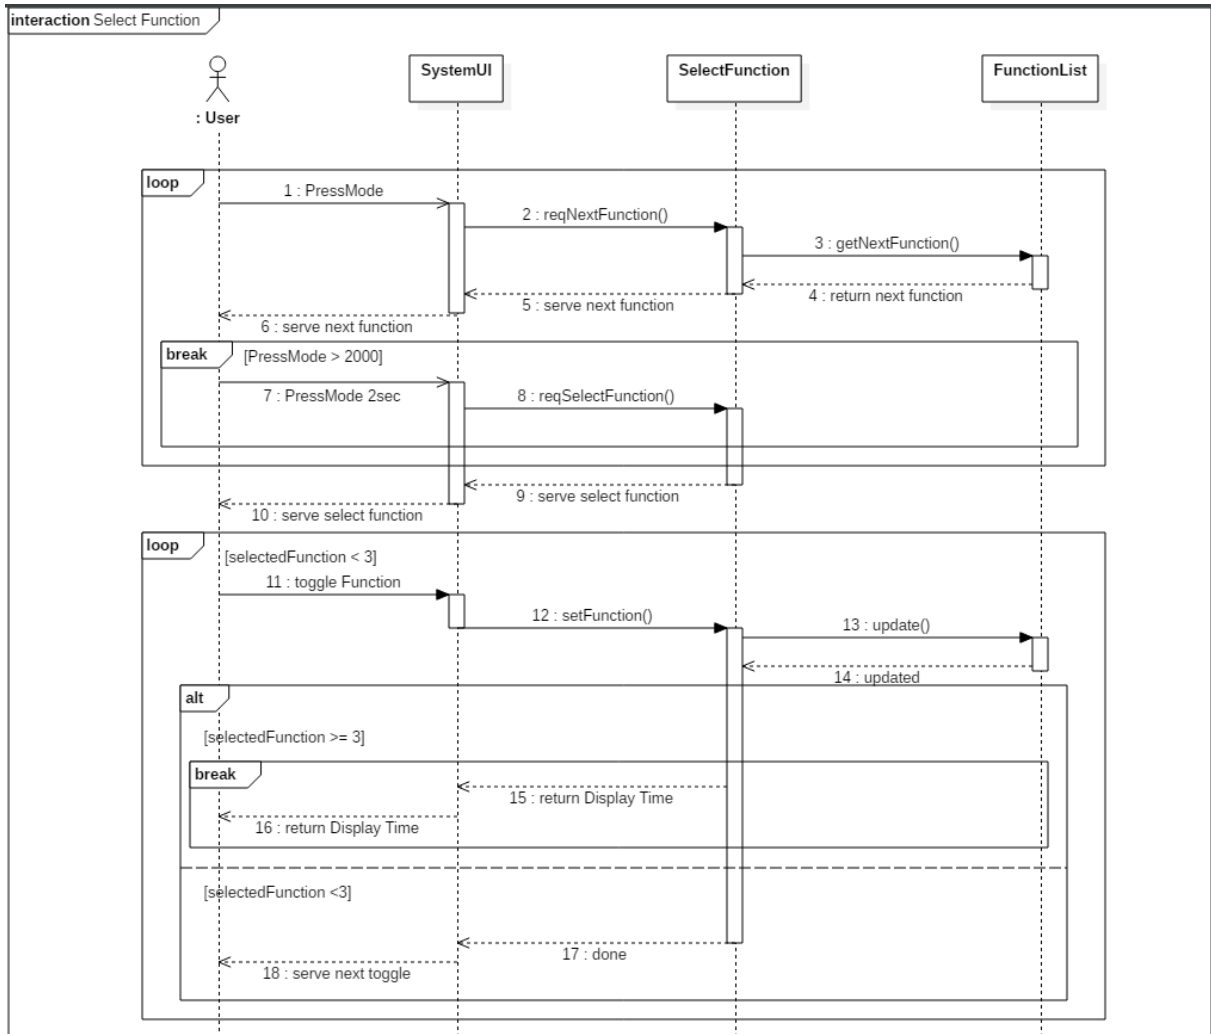 interaction Select Function
SystemUI
SelectFunction
FunctionList
: User
loop
1 : PressMode
2 : reqNextFunction()
3 : getNextFunction()
4 : return next function
5 : serve next function
6 : serve next function
break
[PressMode > 2000]
7 : PressMode 2sec
8 : reqSelectFunction()
9 : serve select function
10 : serve select function
loop
[selectedFunction < 3]
11 : toggle Function
12 : setFunction()
13 : update()
14 : updated
alt
[selectedFunction >= 3]
break
15 : return Display Time
16 : return Display Time
[selectedFunction <3]
17 : done
18 : serve next toggle